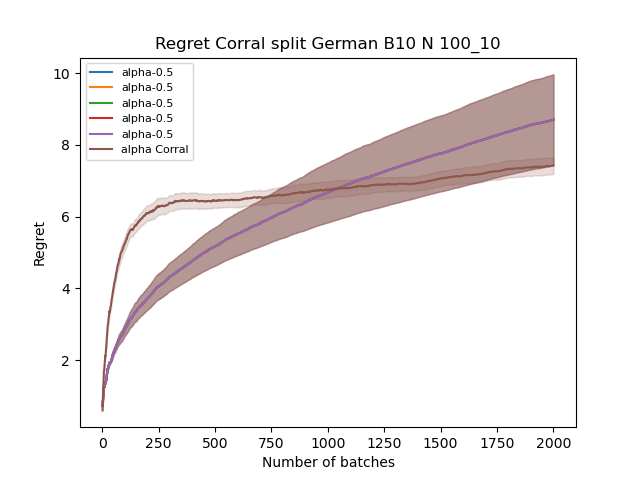 Regret Corral split German B10 N 100_10
alpha-0.5
alpha-0.5
alpha-0.5
alpha-0.5
alpha-0.5
alpha Corral
10
8
6
4
2
Regret
0 250 500 750 1000 1250 1500 1750 2000
Number of batches